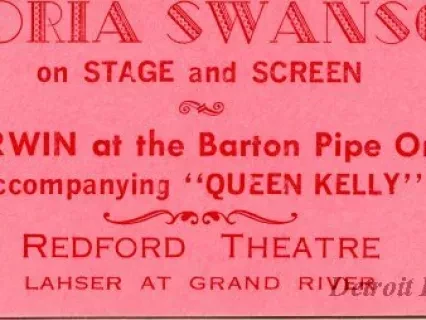 ORIA SWANSO
on STAGE and SCREEN
RWIN at the Barton Pipe Or
ccompanying "QUEEN KELLY"
REDFORD THEATRE
LAHSER AT GRAND RIVER
Detroit